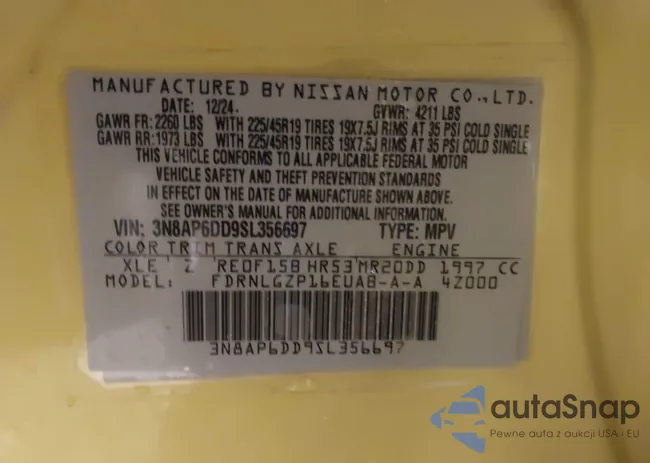 MANUFACTURED BY NISSAN MOTOR CO., LTD.
DATE: 12/24. GVWR: 4211 LBS
GAWR FR: 2260 LBS WITH 225/45R19 TIRES 19X7.5J RIMS AT 35 PSI COLD SINGLE
GAWR RR: 1973 LBS WITH 225/45R19 TIRES 19X7.5J RIMS AT 35 PSI COLD SINGLE
THIS VEHICLE CONFORMS TO ALL APPLICABLE FEDERAL MOTOR
VEHICLE SAFETY AND THEFT PREVENTION STANDARDS
IN EFFECT ON THE DATE OF MANUFACTURE SHOWN ABOVE.
SEE OWNER'S MANUAL FOR ADDITIONAL INFORMATION
VIN: 3N8AP6DD9SL356697 TYPE: MPV
COLOR TRIM TRANS AXLE ENGINE
XLE Z RE0F15B HR53 MR20DD 1997 CC
MODEL: FDRNLGZP16EUAB-A-A 4Z000
3N8AP6DD9SL356697
autaSnap
Pewne auta z aukcji USA i EU